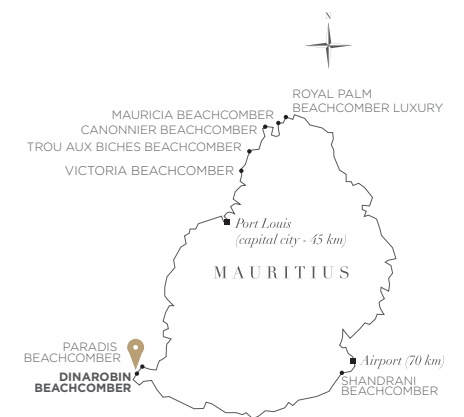 N
ROYAL PALM
BEACHCOMBER LUXURY
MAURICIA BEACHCOMBER
CANONNIER BEACHCOMBER
TROU AUX BICHES BEACHCOMBER
VICTORIA BEACHCOMBER
Port Louis
(capital city - 45 km)
MAURITIUS
PARADIS
BEACHCOMBER
DINAROBIN
BEACHCOMBER
Airport (70 km)
SHANDRANI
BEACHCOMBER